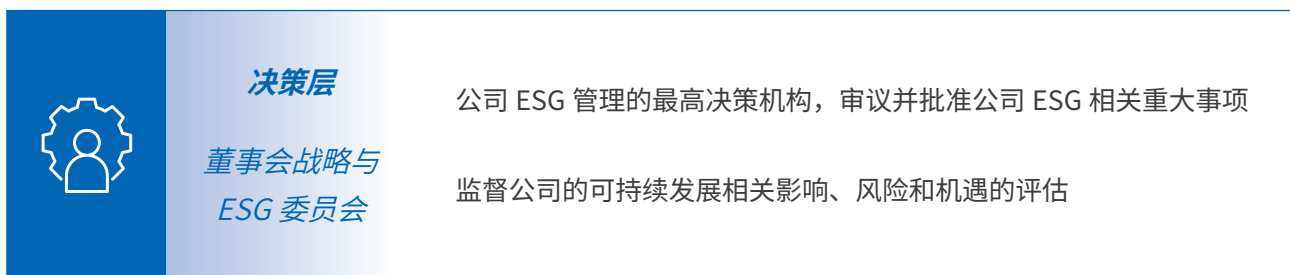 决策层
董事会战略与
ESG 委员会
公司 ESG 管理的最高决策机构，审议并批准公司 ESG 相关重大事项
监督公司的可持续发展相关影响、风险和机遇的评估